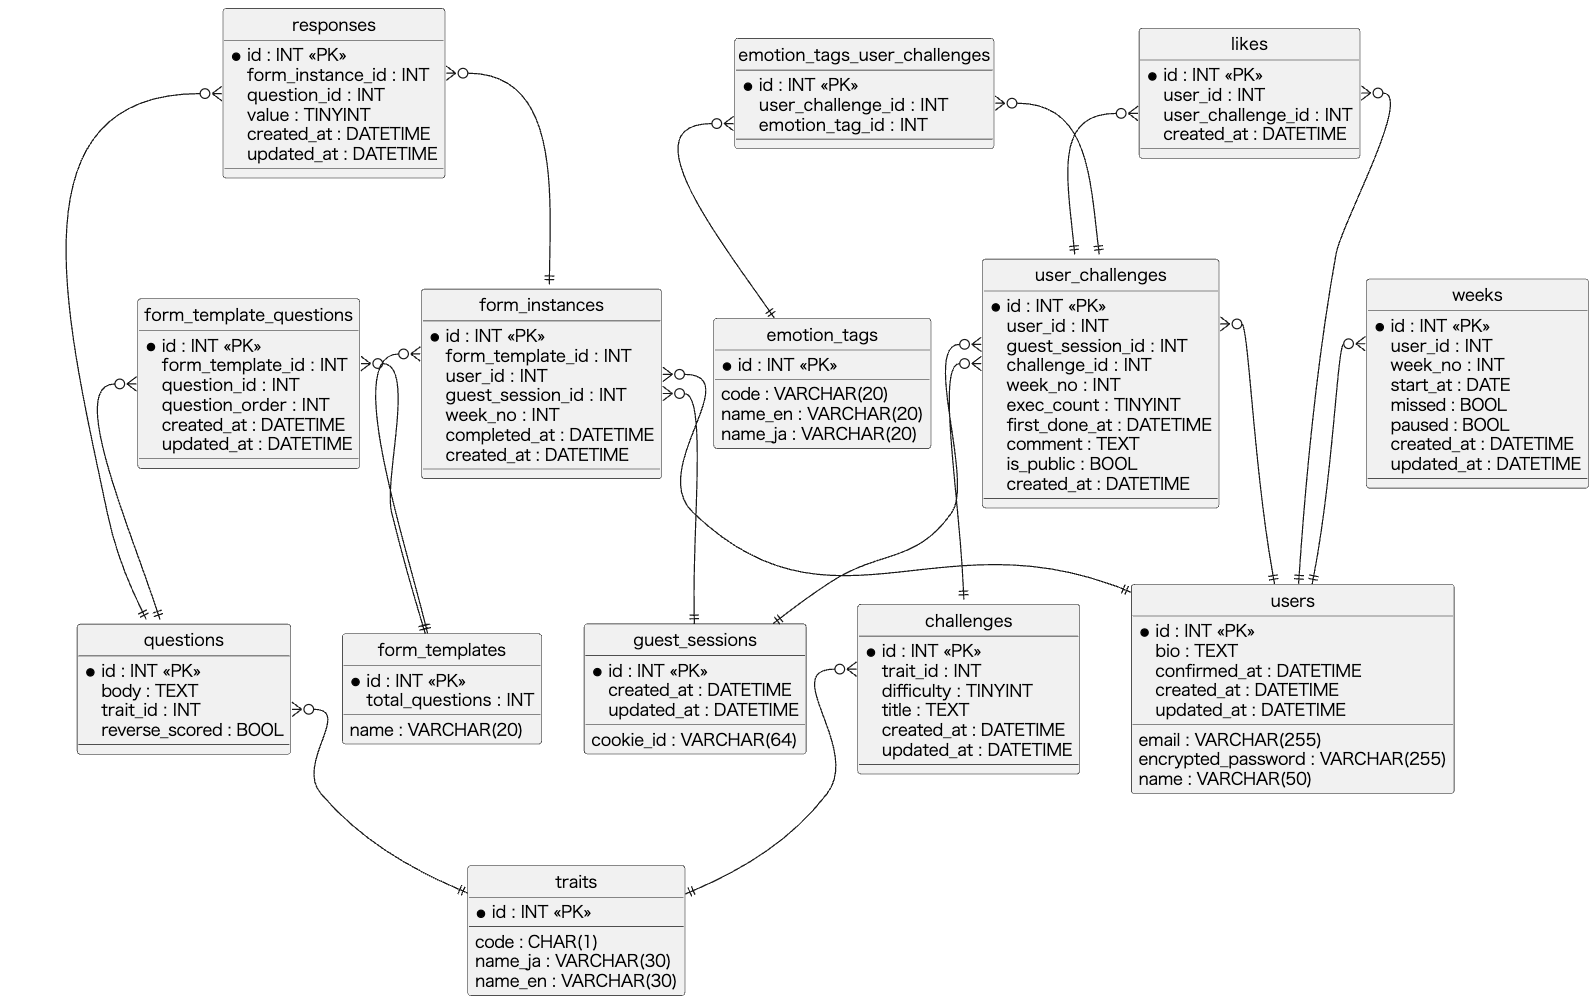 responses
id : INT «PK»
form_instance_id : INT
question_id : INT
value : TINYINT
created_at : DATETIME
updated_at : DATETIME
emotion_tags_user_challenges
id : INT «PK»
user_challenge_id : INT
emotion_tag_id : INT
likes
id : INT «PK»
user_id : INT
user_challenge_id : INT
created_at : DATETIME
form_template_questions
id : INT «PK»
form_template_id : INT
question_id : INT
question_order : INT
created_at : DATETIME
updated_at : DATETIME
form_instances
id : INT «PK»
form_template_id : INT
user_id : INT
guest_session_id : INT
week_no : INT
completed_at : DATETIME
created_at : DATETIME
emotion_tags
id : INT «PK»
code : VARCHAR(20)
name_en : VARCHAR(20)
name_ja : VARCHAR(20)
user_challenges
id : INT «PK»
user_id : INT
guest_session_id : INT
challenge_id : INT
week_no : INT
exec_count : TINYINT
first_done_at : DATETIME
comment : TEXT
is_public : BOOL
created_at : DATETIME
weeks
id : INT «PK»
user_id : INT
week_no : INT
start_at : DATE
missed : BOOL
paused : BOOL
created_at : DATETIME
updated_at : DATETIME
questions
id : INT «PK»
body : TEXT
trait_id : INT
reverse_scored : BOOL
form_templates
id : INT «PK»
total_questions : INT
name : VARCHAR(20)
guest_sessions
id : INT «PK»
created_at : DATETIME
updated_at : DATETIME
cookie_id : VARCHAR(64)
challenges
id : INT «PK»
trait_id : INT
difficulty : TINYINT
title : TEXT
created_at : DATETIME
updated_at : DATETIME
users
id : INT «PK»
bio : TEXT
confirmed_at : DATETIME
created_at : DATETIME
updated_at : DATETIME
email : VARCHAR(255)
encrypted_password : VARCHAR(255)
name : VARCHAR(50)
traits
id : INT «PK»
code : CHAR(1)
name_ja : VARCHAR(30)
name_en : VARCHAR(30)